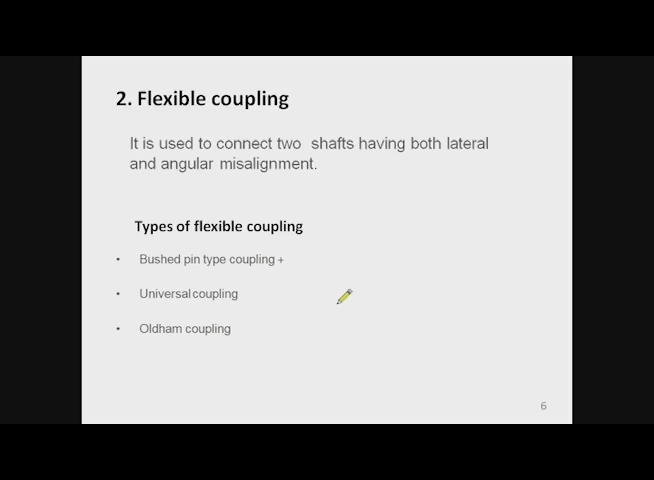 2. Flexible coupling
It is used to connect two shafts having both lateral
and angular misalignment.
Types of flexible coupling
• Bushed pin type coupling +
• Universal coupling
• Oldham coupling
6